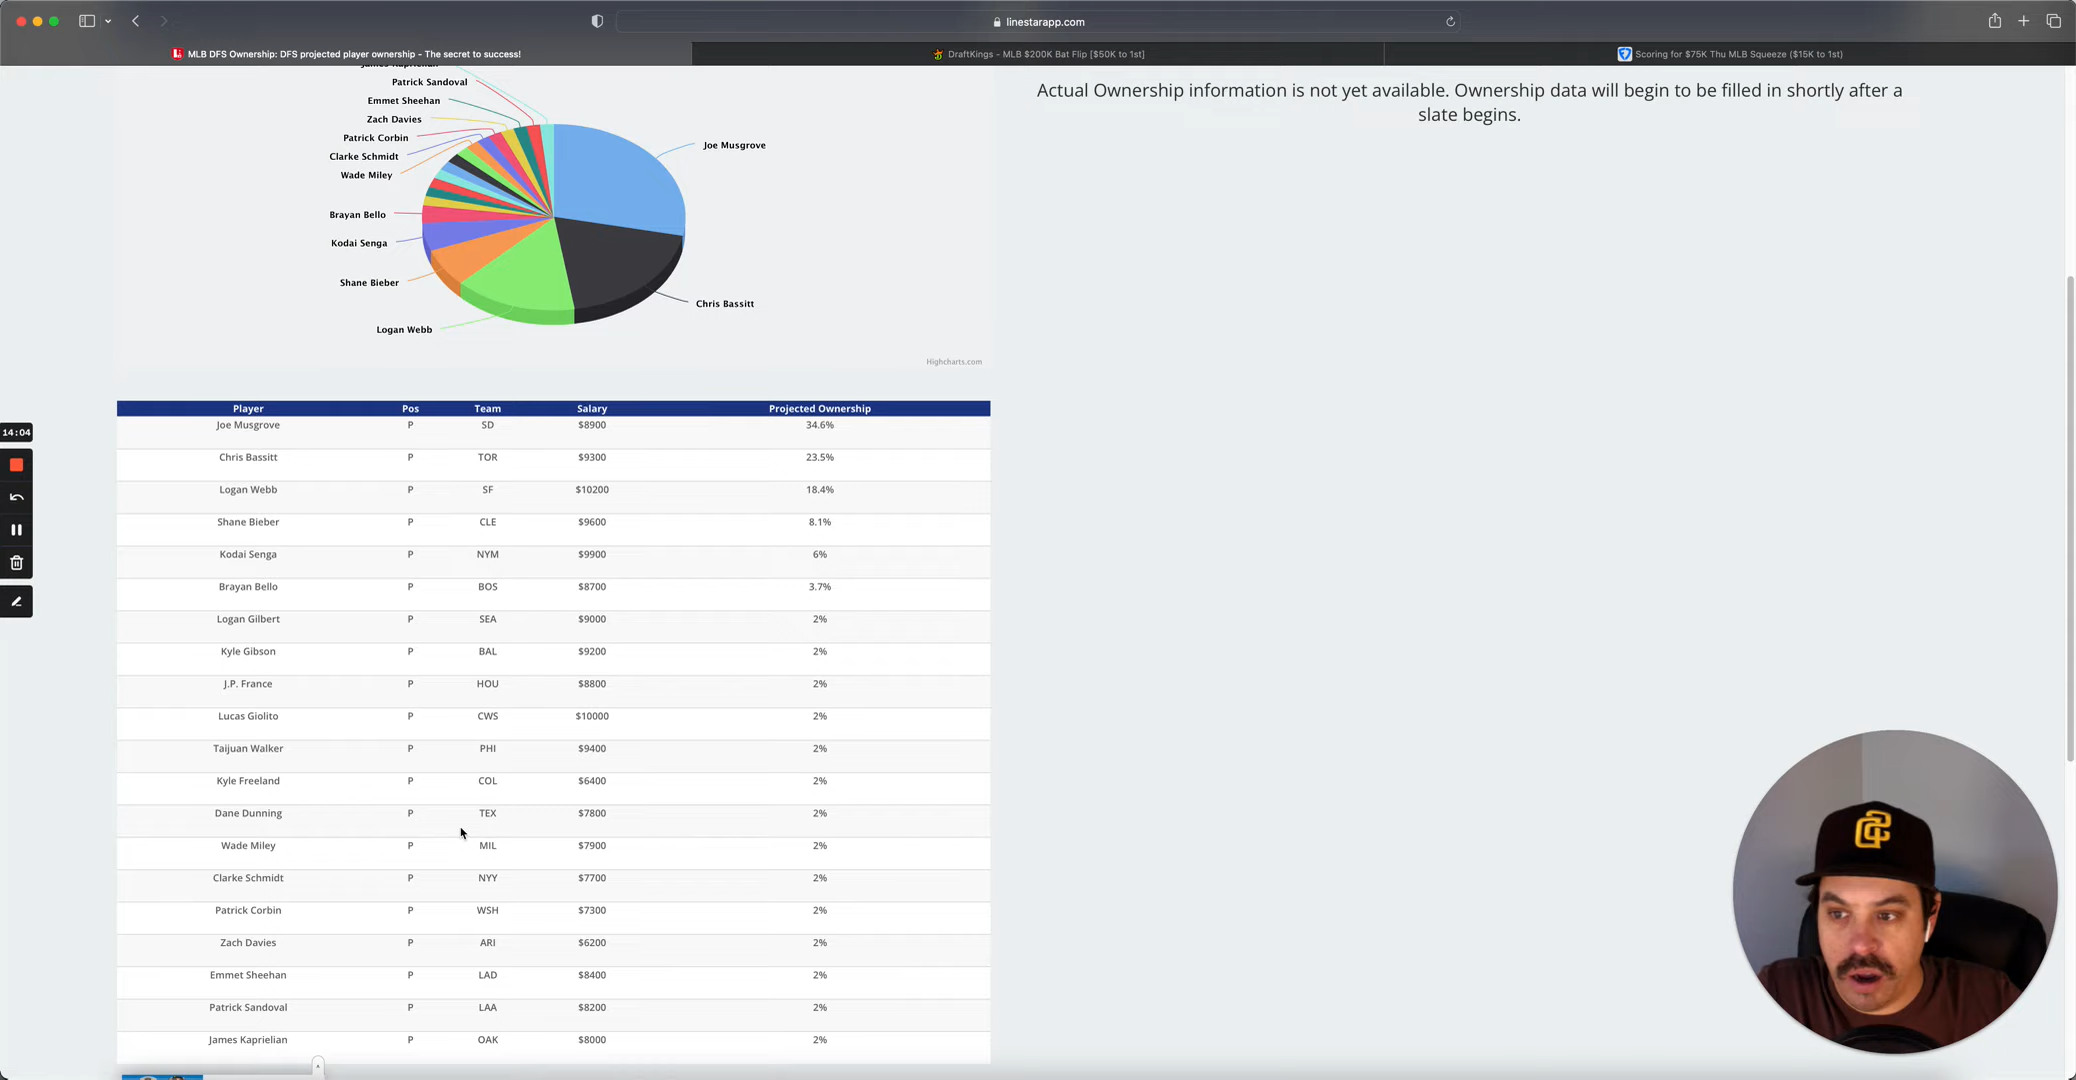 linestarapp.com
MLB DFS Ownership: DFS projected player ownership - The secret to success!
DraftKings - MLB $200K Bat Flip [$50K to 1st]
Scoring for $75K Thu MLB Squeeze ($15K to 1st)
James Kaprielian
Patrick Sandoval
Emmet Sheehan
Zach Davies
Patrick Corbin
Clarke Schmidt
Wade Miley
Brayan Bello
Kodai Senga
Shane Bieber
Logan Webb
Joe Musgrove
Chris Bassitt
Highcharts.com
Actual Ownership information is not yet available. Ownership data will begin to be filled in shortly after a
slate begins.
14:04
Player Pos Team Salary Projected Ownership
Joe Musgrove P SD $8900 34.6%
Chris Bassitt P TOR $9300 23.5%
Logan Webb P SF $10200 18.4%
Shane Bieber P CLE $9600 8.1%
Kodai Senga P NYM $9900 6%
Brayan Bello P BOS $8700 3.7%
Logan Gilbert P SEA $9000 2%
Kyle Gibson P BAL $9200 2%
J.P. France P HOU $8800 2%
Lucas Giolito P CWS $10000 2%
Taijuan Walker P PHI $9400 2%
Kyle Freeland P COL $6400 2%
Dane Dunning P TEX $7800 2%
Wade Miley P MIL $7900 2%
Clarke Schmidt P NYY $7700 2%
Patrick Corbin P WSH $7300 2%
Zach Davies P ARI $6200 2%
Emmet Sheehan P LAD $8400 2%
Patrick Sandoval P LAA $8200 2%
James Kaprielian P OAK $8000 2%